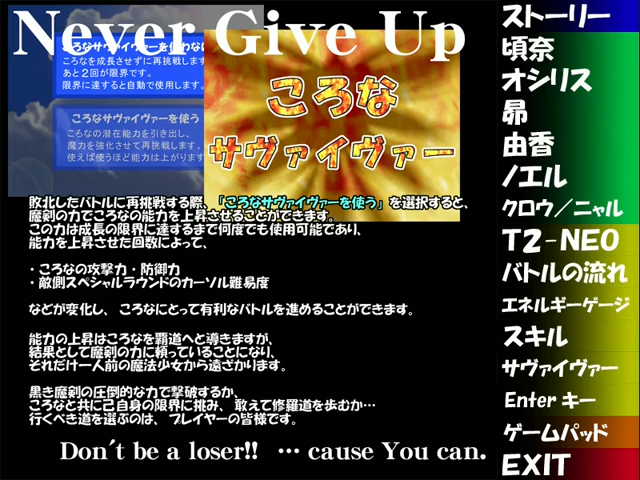 Never Give Up
ころなサヴァイヴァーを使わない
ころなを成長させずに再挑戦します
あと２回が限界です。
限界に達すると自動で使用します。
ころなサヴァイヴァーを使う
ころなの潜在能力を引き出し、
魔力を強化させて再挑戦します。
使えば使うほど能力は上がります
ころな
サヴァイヴァー
敗北したバトルに再挑戦する際、「ころなサヴァイヴァーを使う」を選択すると、
魔剣の力でころなの能力を上昇させることができます。
この力は成長の限界に達するまで何度でも使用可能であり、
能力を上昇させた回数によって、
・ころなの攻撃力・防御力
・敵側スペシャルラウンドのカーソル難易度
などが変化し、ころなにとって有利なバトルを進めることができます。
能力の上昇はころなを覇道へと導きますが、
結果として魔剣の力に頼っていることになり、
それだけ一人前の魔法少女から遠ざかります。
黒き魔剣の圧倒的な力で撃破するか、
ころなと共に己自身の限界に挑み、敢えて修羅道を歩むか…
行くべき道を選ぶのは、プレイヤーの皆様です。
Don't be a loser!! … cause You can.
ストーリー
頃奈
オシリス
昴
由香
ノエル
クロウ／ニャル
T2-NEO
バトルの流れ
エネルギーゲージ
スキル
サヴァイヴァー
Enter キー
ゲームパッド
EXIT